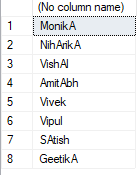 (No column name)
1 MonikA
2 NihArikA
3 VishAl
4 AmitAbh
5 Vivek
6 Vipul
7 SAtish
8 GeetikA